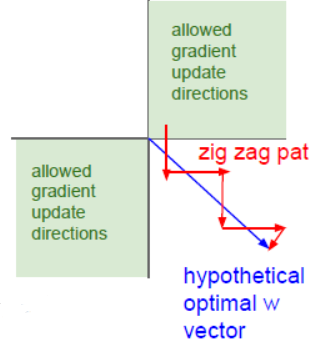 allowed
gradient
update
directions
zig zag pat
allowed
gradient
update
directions
hypothetical
optimal w
vector